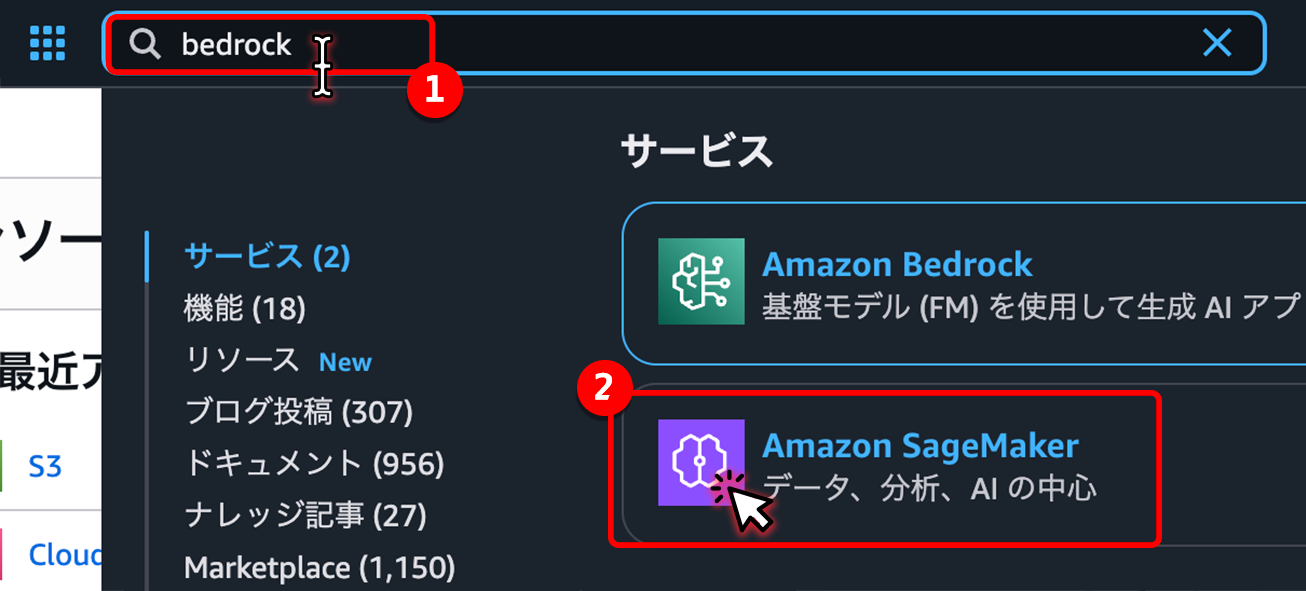 bedrock
1
サービス
サービス (2)
機能 (18)
リソース New
ブログ投稿 (307)
ドキュメント (956)
ナレッジ記事 (27)
Marketplace (1,150)
Amazon Bedrock
基盤モデル (FM) を使用して生成 AI アプ
2
Amazon SageMaker
データ、分析、AI の中心
ソー
最近ア
S3
Cloud